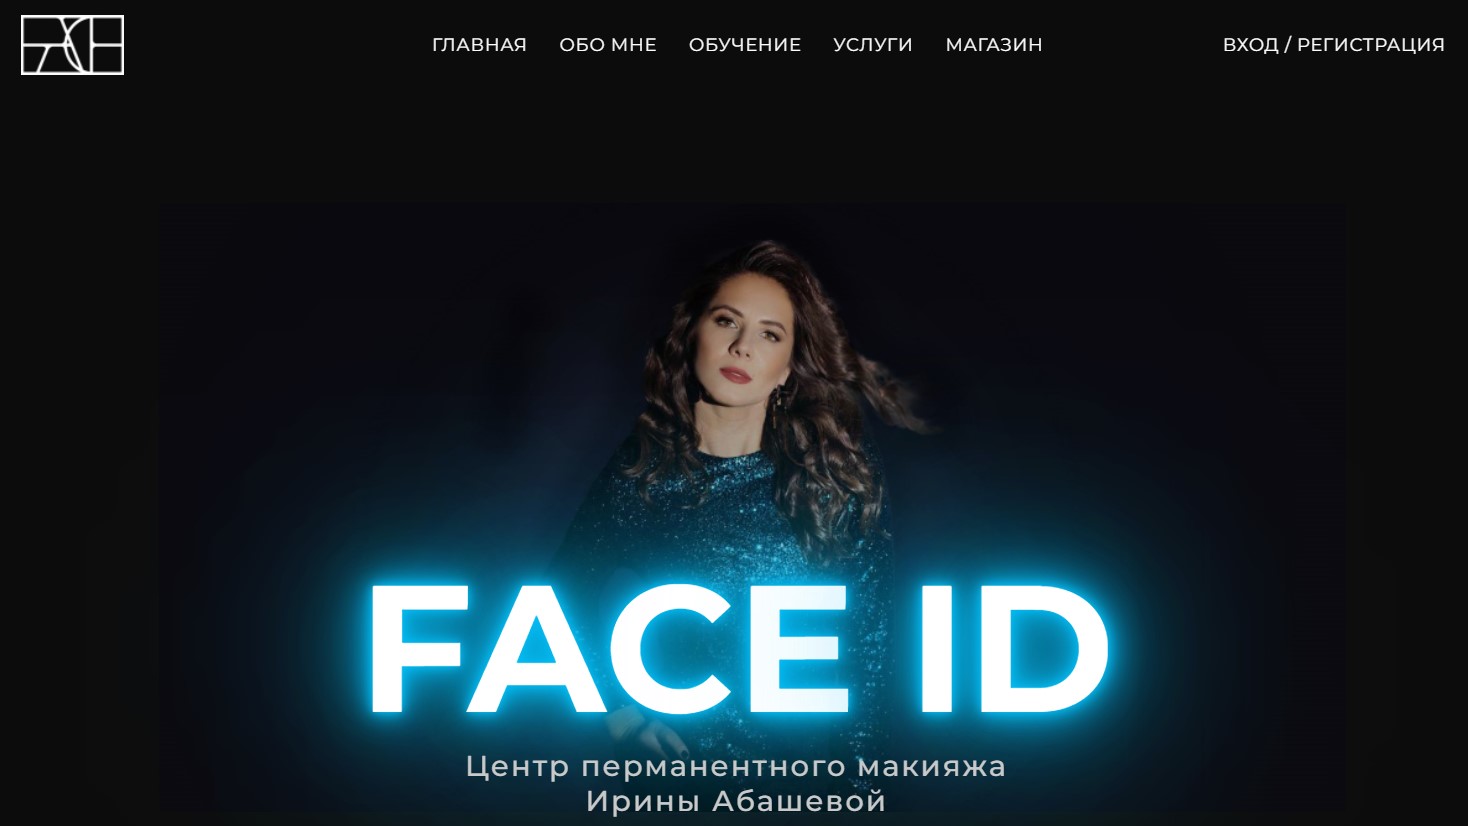 ГЛАВНАЯ ОБО МНЕ ОБУЧЕНИЕ УСЛУГИ МАГАЗИН ВХОД / РЕГИСТРАЦИЯ
FACE ID
Центр перманентного макияжа
Ирины Абашевой